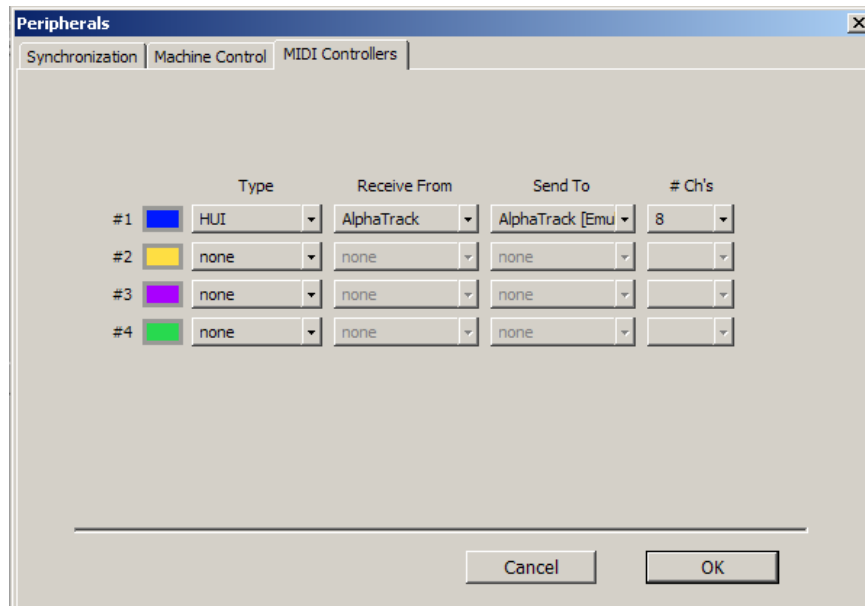 Peripherals
Synchronization Machine Control MIDI Controllers
Type Receive From Send To # Ch's
#1 HUI AlphaTrack AlphaTrack [Emu 8
#2 none none none
#3 none none none
#4 none none none
Cancel OK